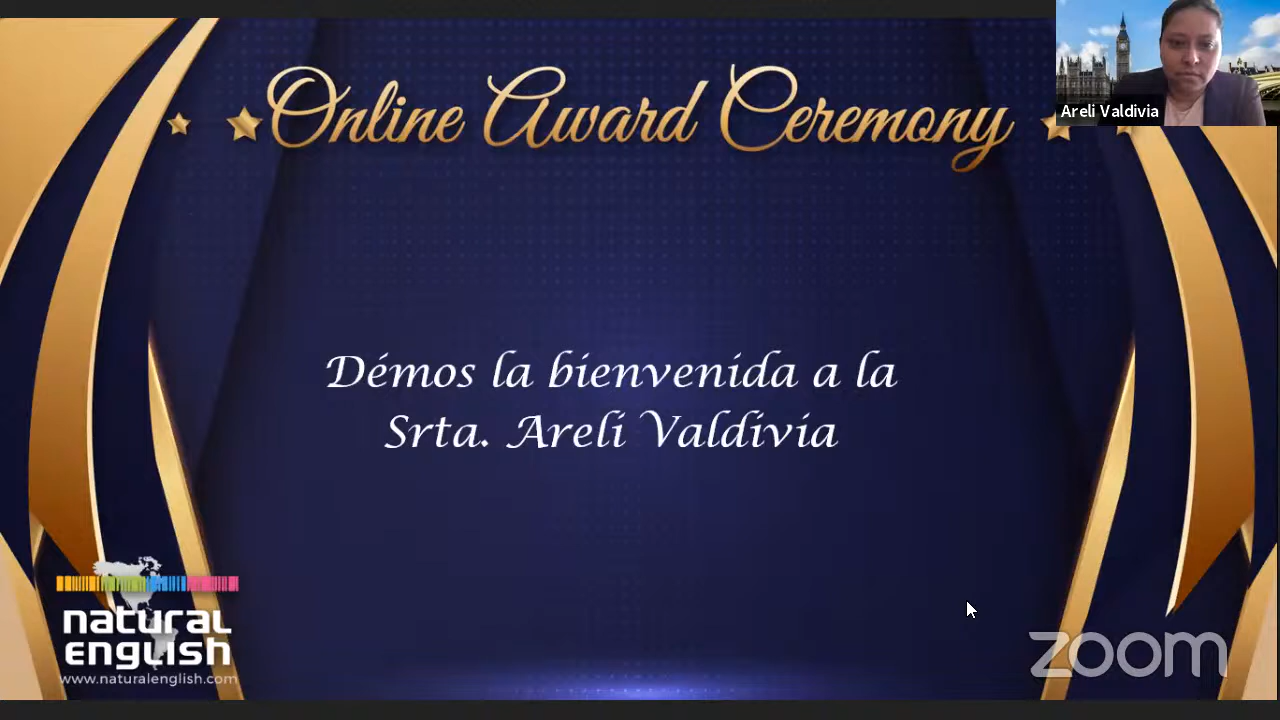 Online Award Ceremony
Areli Valdivia
Démos la bienvenida a la
Srta. Areli Valdivia
natural
english
www.naturalenglish.com
zoom